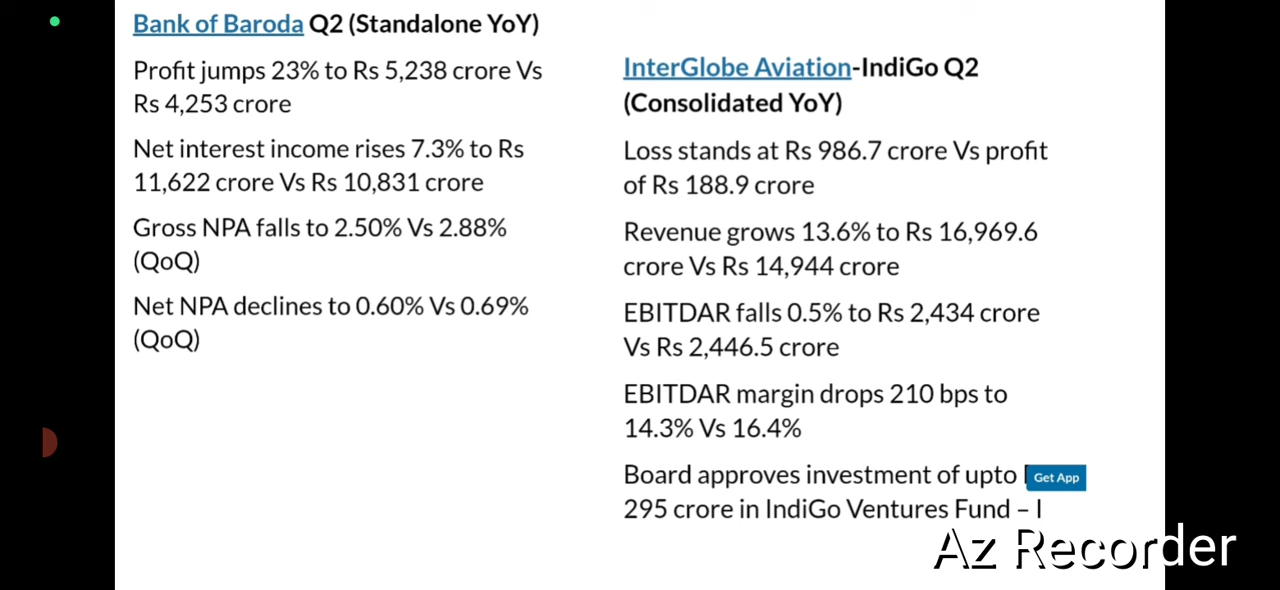 Bank of Baroda Q2 (Standalone YoY)
Profit jumps 23% to Rs 5,238 crore Vs
Rs 4,253 crore
Net interest income rises 7.3% to Rs
11,622 crore Vs Rs 10,831 crore
Gross NPA falls to 2.50% Vs 2.88%
(QoQ)
Net NPA declines to 0.60% Vs 0.69%
(QoQ)
InterGlobe Aviation-IndiGo Q2
(Consolidated YoY)
Loss stands at Rs 986.7 crore Vs profit
of Rs 188.9 crore
Revenue grows 13.6% to Rs 16,969.6
crore Vs Rs 14,944 crore
EBITDAR falls 0.5% to Rs 2,434 crore
Vs Rs 2,446.5 crore
EBITDAR margin drops 210 bps to
14.3% Vs 16.4%
Board approves investment of upto
Get App
295 crore in IndiGo Ventures Fund – I
Az Recorder